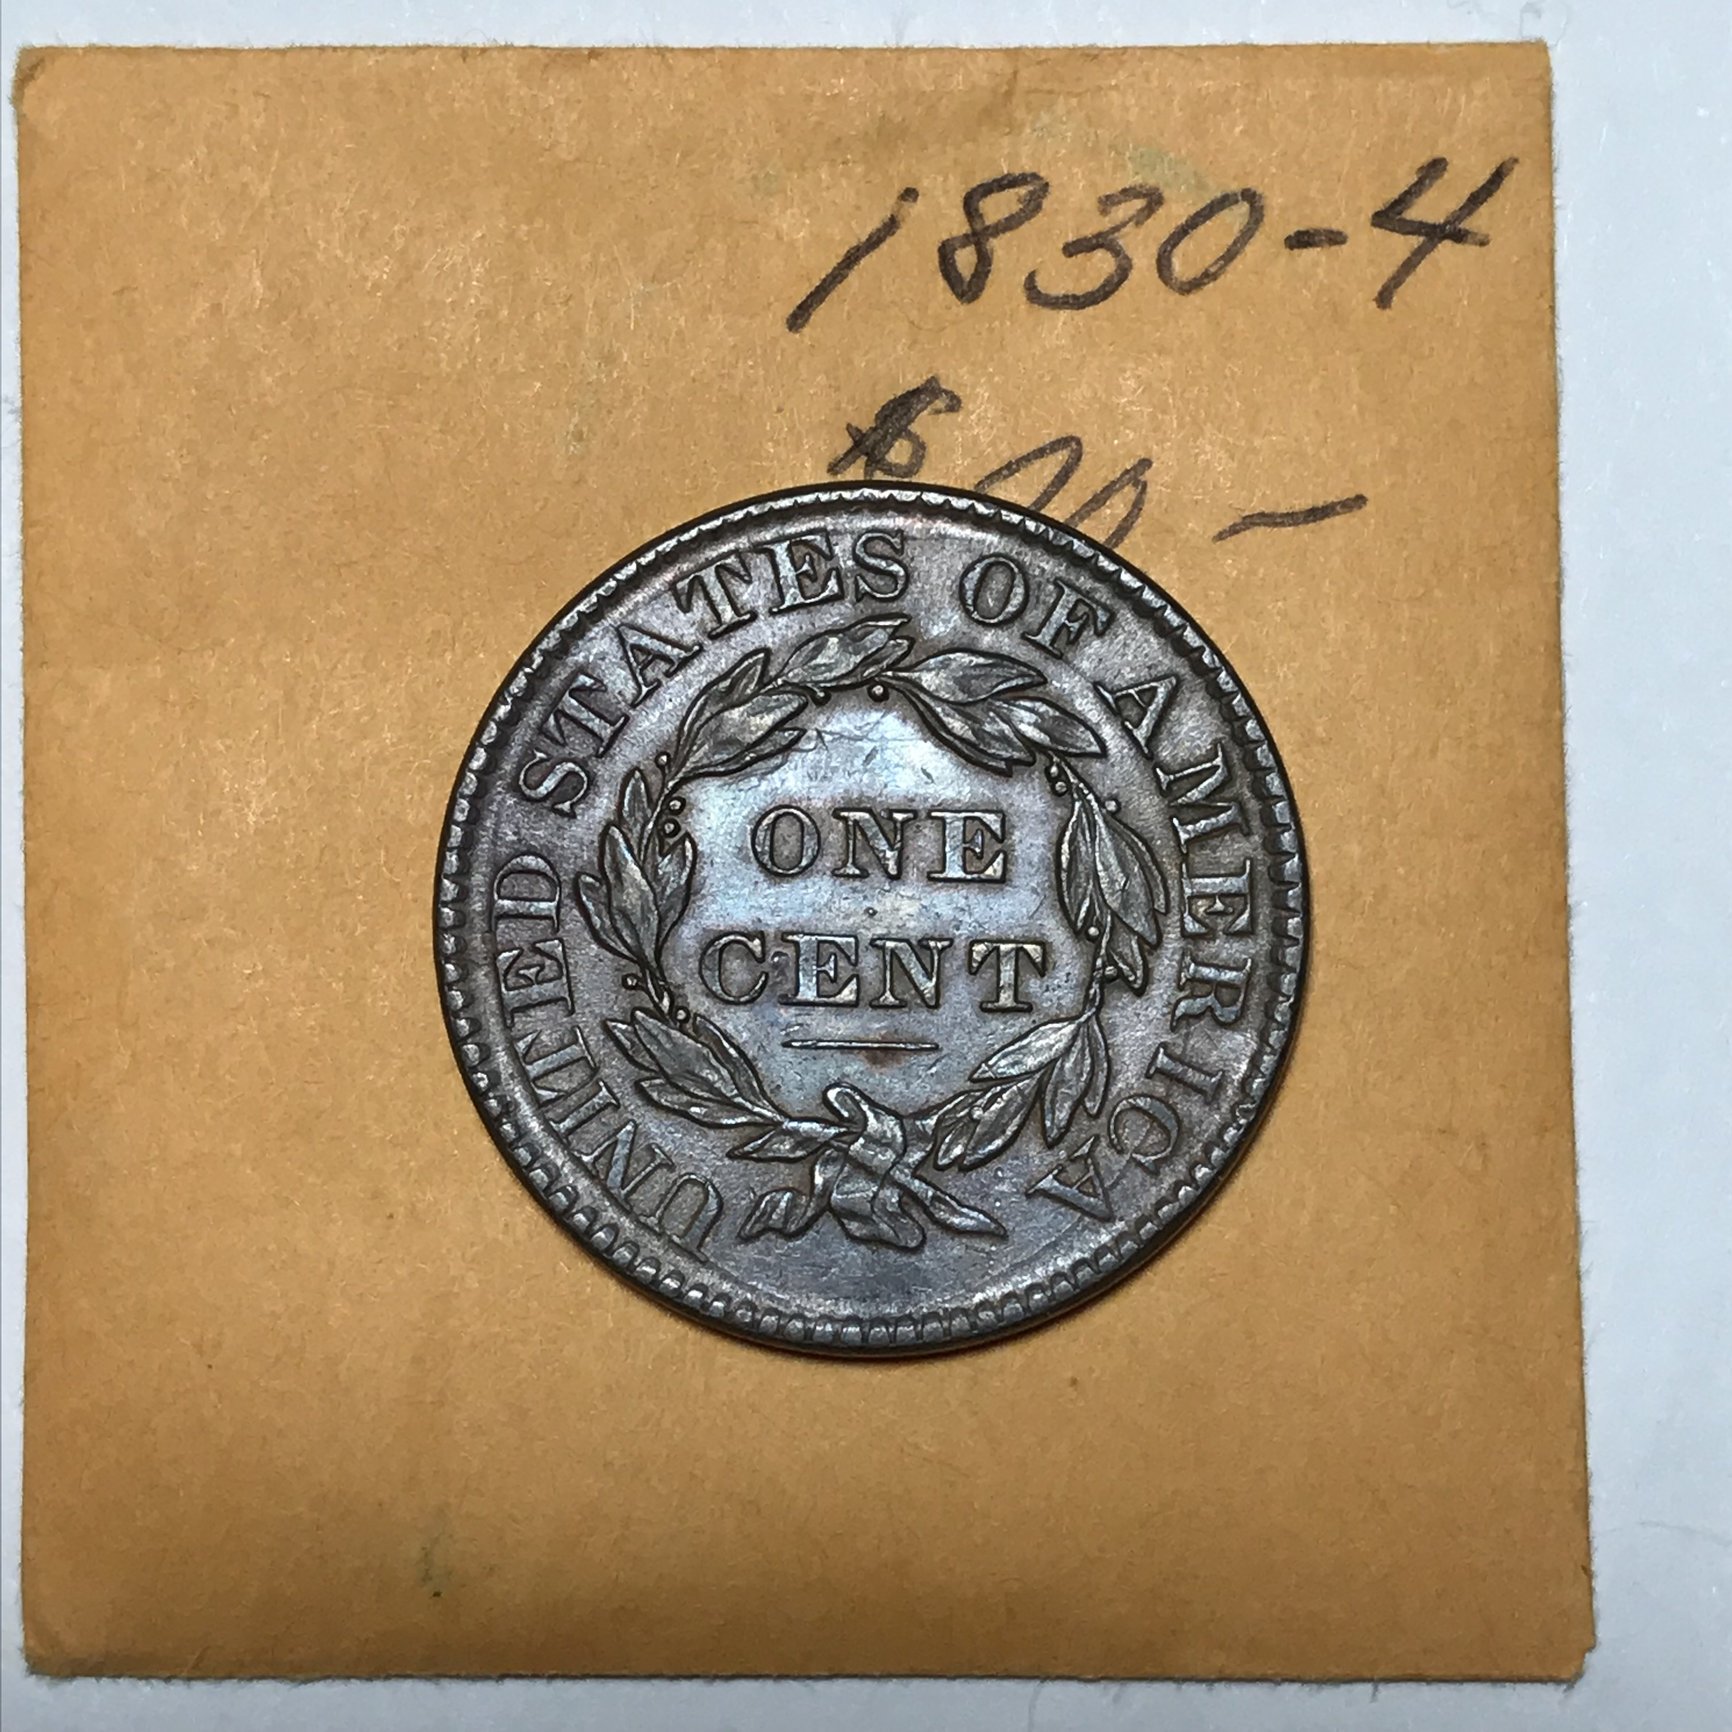 1830-4
$
UNITED STATES OF AMERICA
ONE
CENT